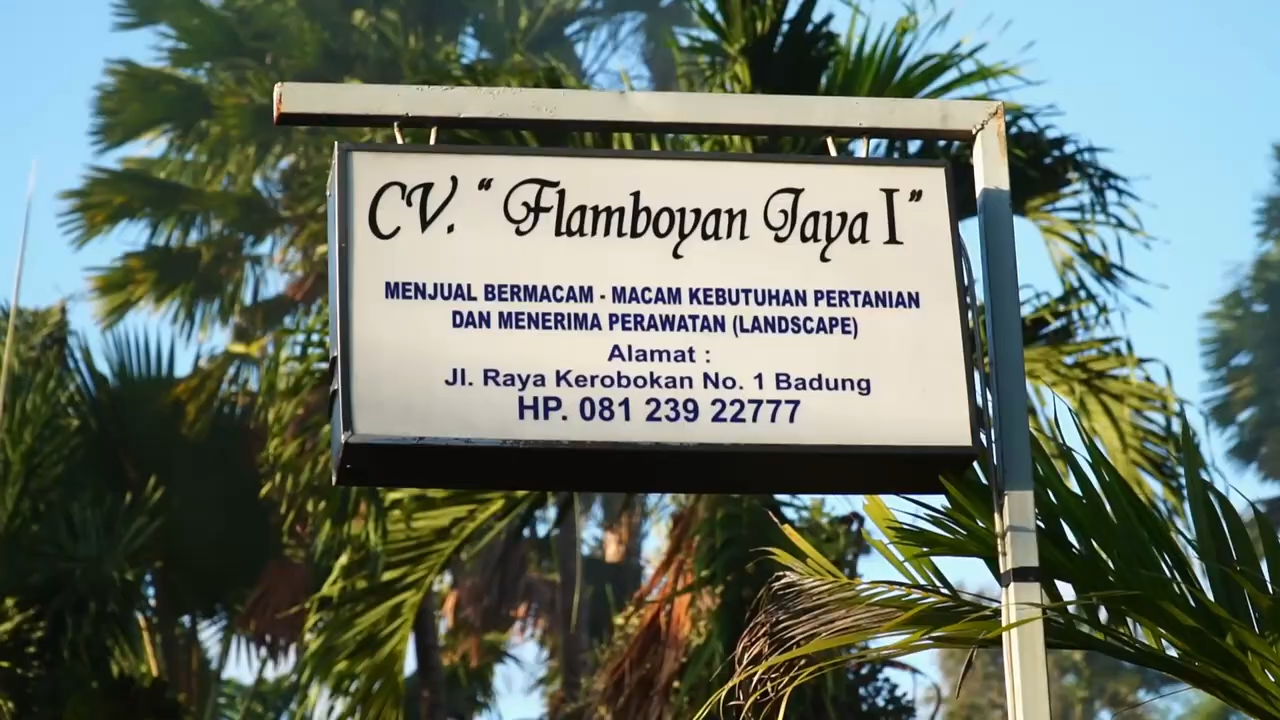 CV. “ Flamboyan Jaya I ”
MENJUAL BERMACAM - MACAM KEBUTUHAN PERTANIAN
DAN MENERIMA PERAWATAN (LANDSCAPE)
Alamat :
Jl. Raya Kerobokan No. 1 Badung
HP. 081 239 22777